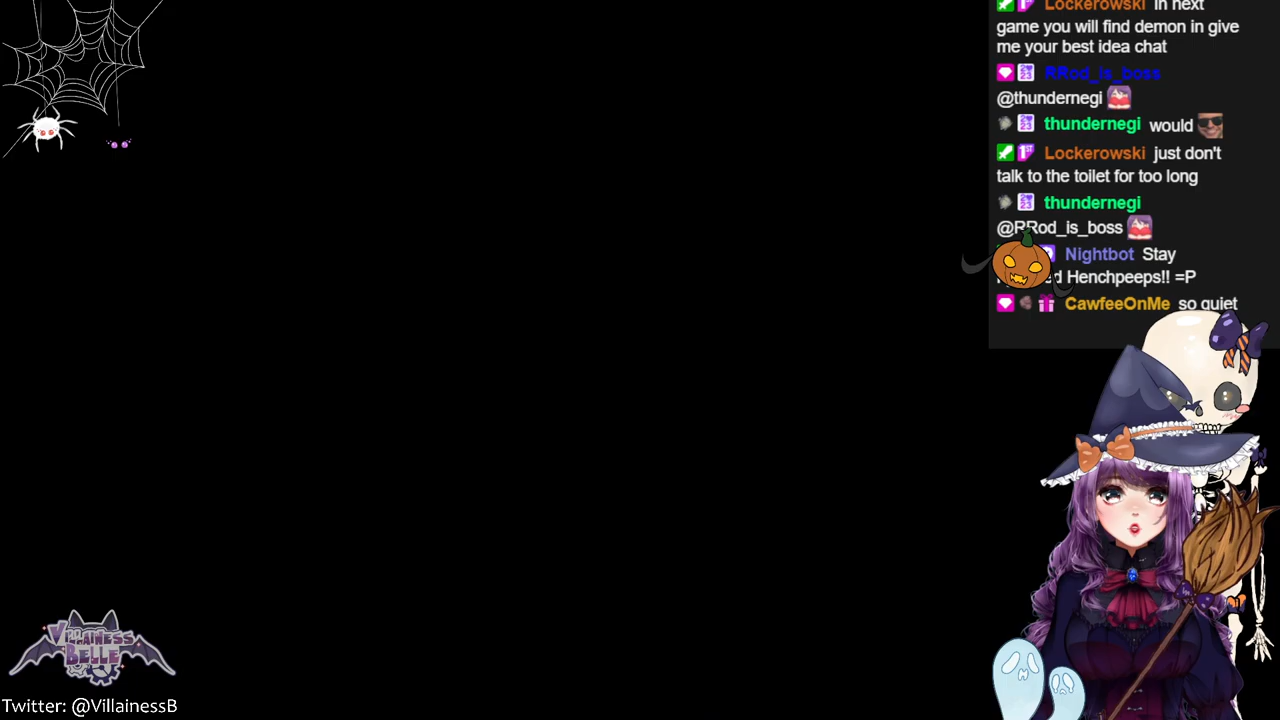 Lockerowski in next
game you will find demon in give
me your best idea chat
RRod_is_boss
@thundernegi
thundernegi would
Lockerowski just don't
talk to the toilet for too long
thundernegi
@RRod_is_boss
Nightbot Stay
d Henchpeeps!! =P
CawfeeOnMe so quiet
VILLAINESS
BELLE
Twitter: @VillainessB